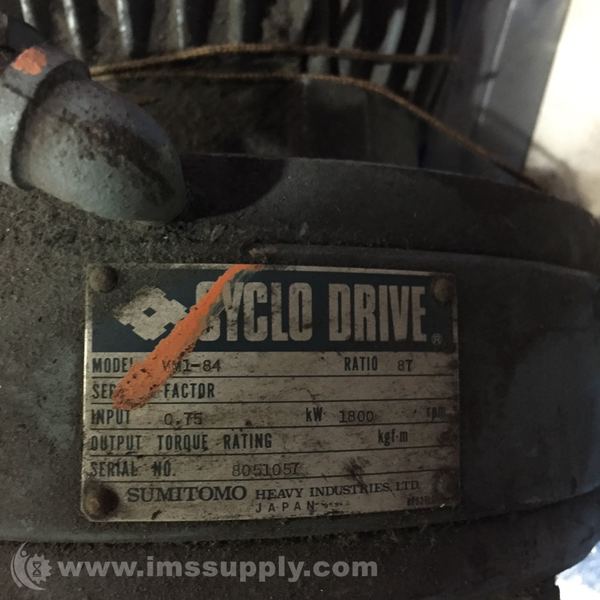 CYCLO DRIVE®
MODEL VM1-84 RATIO 87
FACTOR
INPUT 0.75 kW 1800 rpm
OUTPUT TORQUE RATING kgf·m
SERIAL NO. 8051057
SUMITOMO HEAVY INDUSTRIES, LTD.
JAPAN
www.imssupply.com